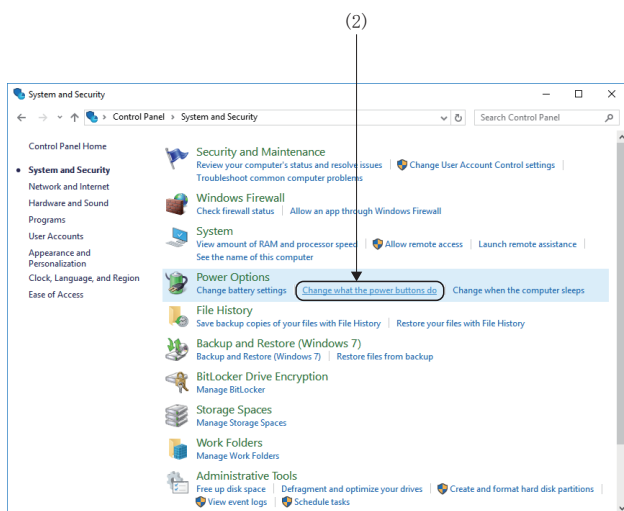 (2)
System and Security
Control Panel > System and Security
Search Control Panel
Control Panel Home
System and Security
Network and Internet
Hardware and Sound
Programs
User Accounts
Appearance and
Personalization
Clock, Language, and Region
Ease of Access
Security and Maintenance
Review your computer's status and resolve issues | Change User Account Control settings |
Troubleshoot common computer problems
Windows Firewall
Check firewall status | Allow an app through Windows Firewall
System
View amount of RAM and processor speed | Allow remote access | Launch remote assistance |
See the name of this computer
Power Options
Change battery settings | Change what the power buttons do | Change when the computer sleeps
File History
Save backup copies of your files with File History | Restore your files with File History
Backup and Restore (Windows 7)
Backup and Restore (Windows 7) | Restore files from backup
BitLocker Drive Encryption
Manage BitLocker
Storage Spaces
Manage Storage Spaces
Work Folders
Manage Work Folders
Administrative Tools
Free up disk space | Defragment and optimize your drives | Create and format hard disk partitions |
View event logs | Schedule tasks